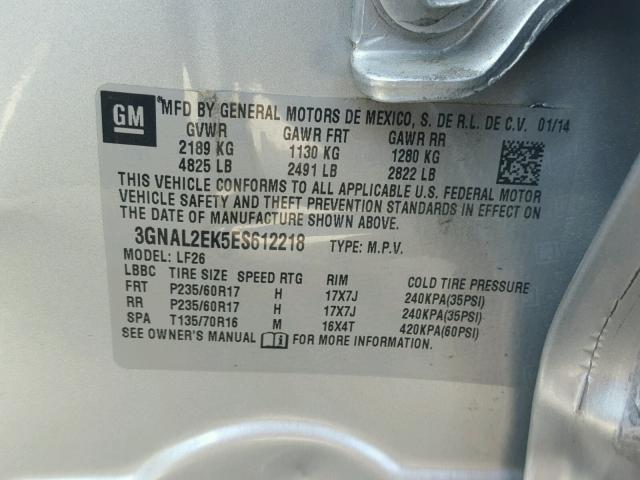 GM
MFD BY GENERAL MOTORS DE MEXICO, S. DE R.L. DE C.V. 01/14
GVWR GAWR FRT GAWR RR
2189 KG 1130 KG 1280 KG
4825 LB 2491 LB 2822 LB
THIS VEHICLE CONFORMS TO ALL APPLICABLE U.S. FEDERAL MOTOR
VEHICLE SAFETY AND THEFT PREVENTION STANDARDS IN EFFECT ON
THE DATE OF MANUFACTURE SHOWN ABOVE.
3GNAL2EK5ES612218 TYPE: M.P.V.
MODEL: LF26
LBBC TIRE SIZE SPEED RTG RIM COLD TIRE PRESSURE
FRT P235/60R17 H 17X7J 240KPA(35PSI)
RR P235/60R17 H 17X7J 240KPA(35PSI)
SPA T135/70R16 M 16X4T 420KPA(60PSI)
SEE OWNER'S MANUAL FOR MORE INFORMATION.